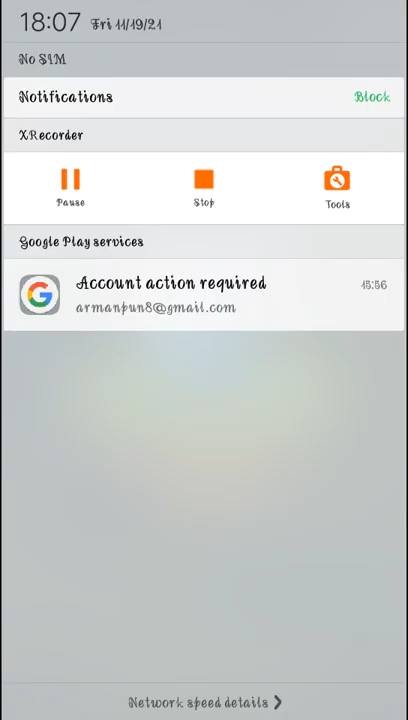 18:07 Fri 11/19/21
No SIM
Notifications Block
XRecorder
Pause Stop Tools
Google Play services
Account action required 15:56
armanpun8@gmail.com
Network speed details